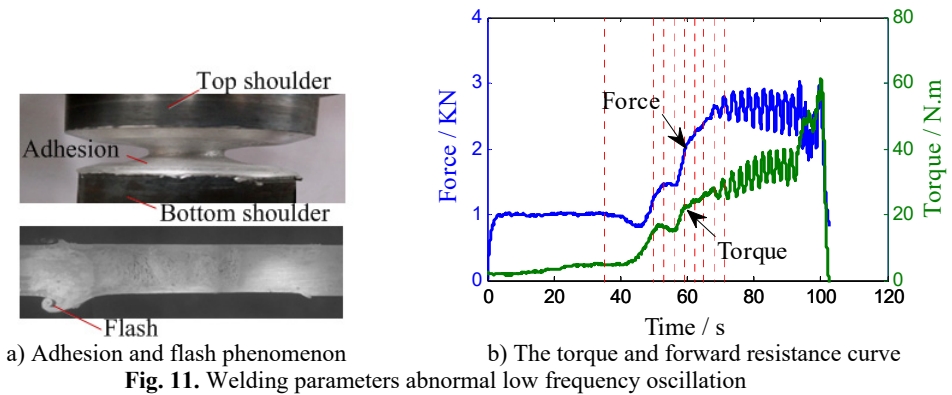 Top shoulder
Adhesion
Bottom shoulder
Flash
a) Adhesion and flash phenomenon
4
3
2
1
0
Force / KN
80
60
40
20
0
Torque / N.m
Force
Torque
0 20 40 60 80 100 120
Time / s
b) The torque and forward resistance curve
Fig. 11. Welding parameters abnormal low frequency oscillation